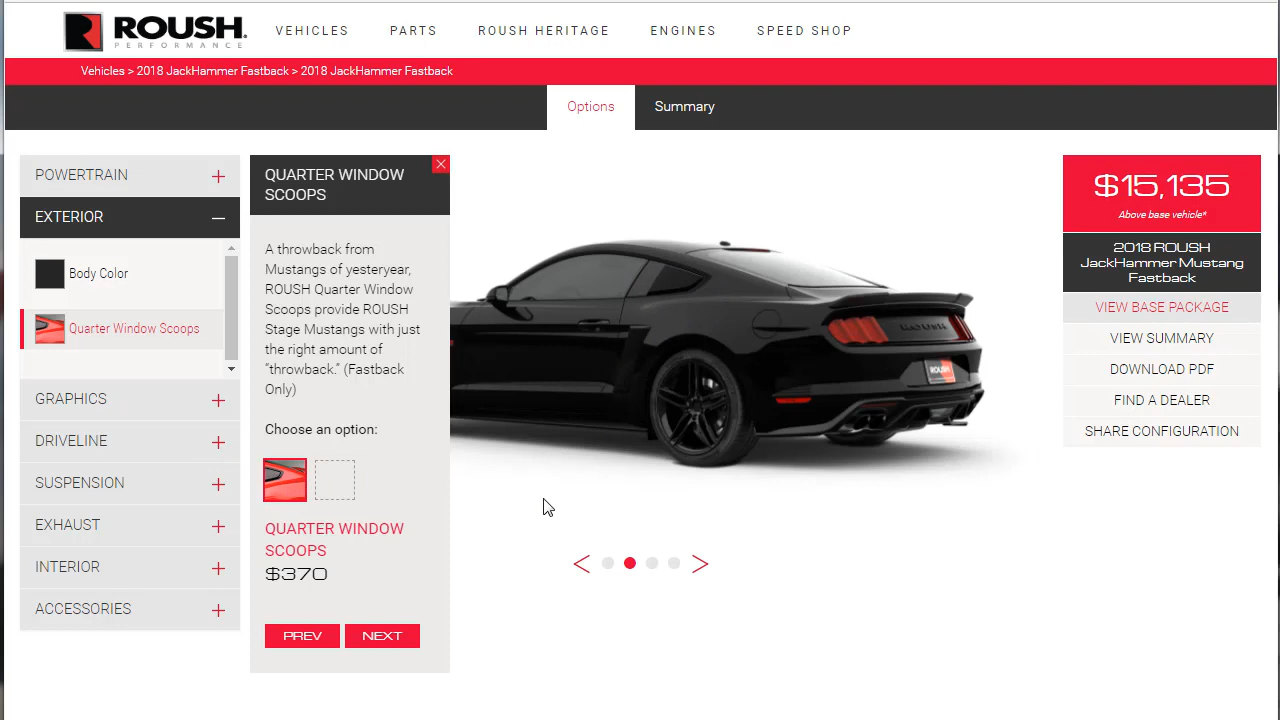 ROUSH
PERFORMANCE
VEHICLES PARTS ROUSH HERITAGE ENGINES SPEED SHOP
Vehicles > 2018 JackHammer Fastback > 2018 JackHammer Fastback
Options Summary
POWERTRAIN
EXTERIOR
Body Color
Quarter Window Scoops
GRAPHICS
DRIVELINE
SUSPENSION
EXHAUST
INTERIOR
ACCESSORIES
QUARTER WINDOW
SCOOPS
A throwback from
Mustangs of yesteryear,
ROUSH Quarter Window
Scoops provide ROUSH
Stage Mustangs with just
the right amount of
“throwback.” (Fastback
Only)
Choose an option:
QUARTER WINDOW
SCOOPS
$370
PREV NEXT
ROUSH
ROUSH
$15,135
Above base vehicle*
2018 ROUSH
JackHammer Mustang
Fastback
VIEW BASE PACKAGE
VIEW SUMMARY
DOWNLOAD PDF
FIND A DEALER
SHARE CONFIGURATION